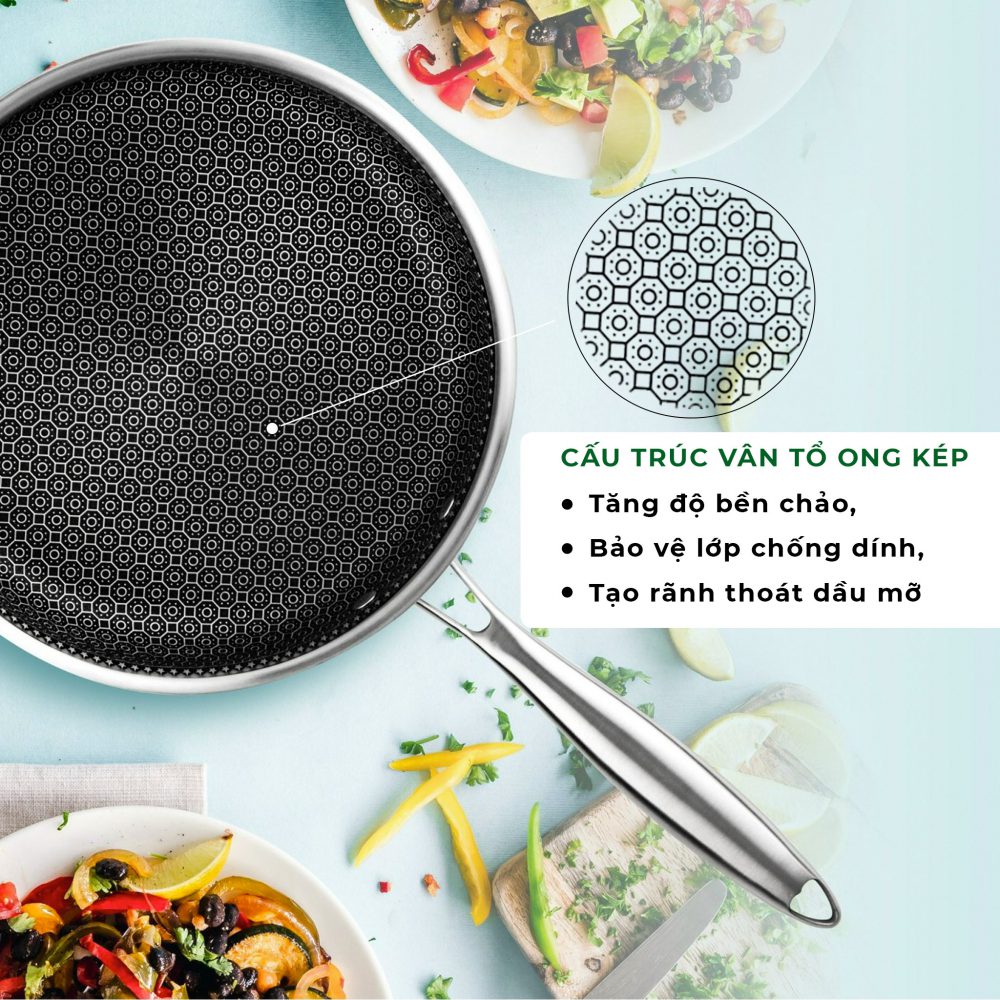 CẤU TRÚC VÂN TỔ ONG KÉP
• Tăng độ bền chảo,
• Bảo vệ lớp chống dính,
• Tạo rãnh thoát dầu mỡ